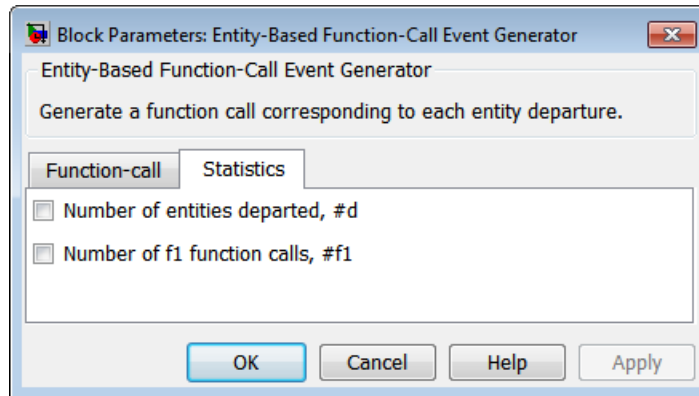 Block Parameters: Entity-Based Function-Call Event Generator
Entity-Based Function-Call Event Generator
Generate a function call corresponding to each entity departure.
Function-call Statistics
Number of entities departed, #d
Number of f1 function calls, #f1
OK Cancel Help Apply